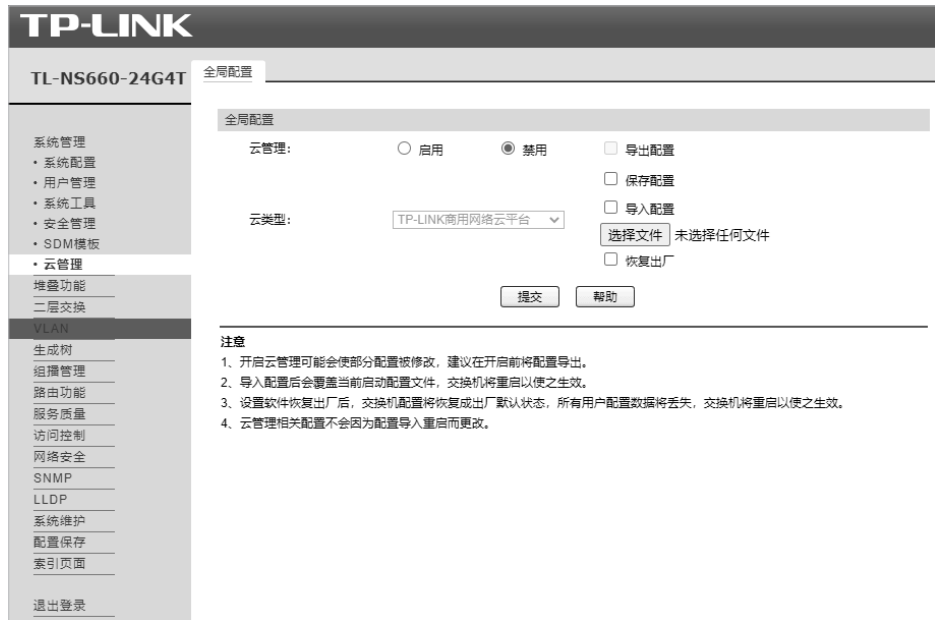 TP-LINK
TL-NS660-24G4T
全局配置
系统管理
• 系统配置
• 用户管理
• 系统工具
• 安全管理
• SDM模板
• 云管理
堆叠功能
二层交换
VLAN
生成树
组播管理
路由功能
服务质量
访问控制
网络安全
SNMP
LLDP
系统维护
配置保存
索引页面
退出登录
全局配置
云管理: 启用 禁用 导出配置
保存配置
云类型: TP-LINK商用网络云平台 导入配置
选择文件 未选择任何文件
恢复出厂
提交 帮助
注意
1、开启云管理可能会使部分配置被修改，建议在开启前将配置导出。
2、导入配置后会覆盖当前启动配置文件，交换机将重启以使之生效。
3、设置软件恢复出厂后，交换机配置将恢复成出厂默认状态，所有用户配置数据将丢失，交换机将重启以使之生效。
4、云管理相关配置不会因为配置导入重启而更改。